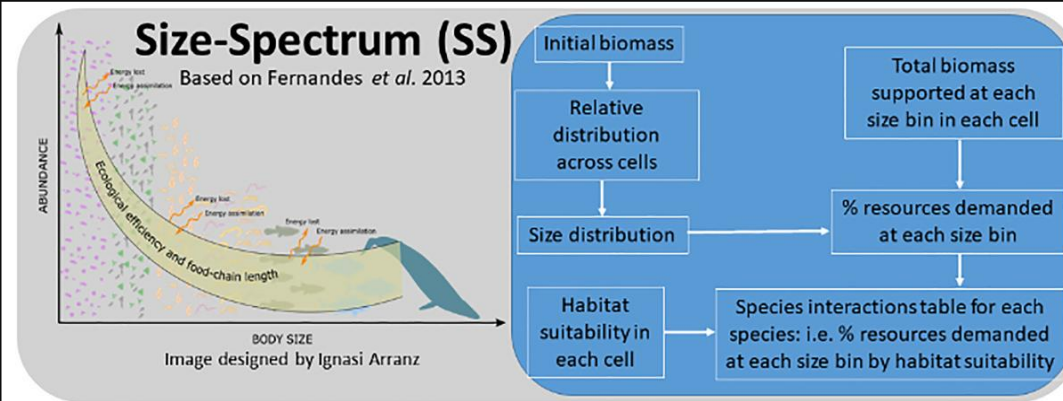 Size-Spectrum (SS)
Based on Fernandes et al. 2013
ABUNDANCE
Energy lost
Energy assimilation
Energy lost
Energy assimilation
Energy lost
Energy assimilation
Ecological efficiency and food-chain length
BODY SIZE
Image designed by Ignasi Arranz
Initial biomass
Relative
distribution
across cells
Size distribution
Total biomass
supported at each
size bin in each cell
% resources demanded
at each size bin
Habitat
suitability in
each cell
Species interactions table for each
species: i.e. % resources demanded
at each size bin by habitat suitability